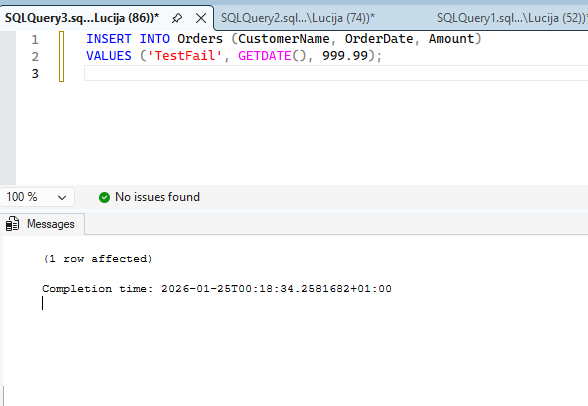 SQLQuery3.sq...Lucija (86))* SQLQuery2.sql...\Lucija (74))* SQLQuery1.sql...\Lucija (52))*
1 INSERT INTO Orders (CustomerName, OrderDate, Amount)
2 VALUES ('TestFail', GETDATE(), 999.99);
3
100 % No issues found
Messages
(1 row affected)
Completion time: 2026-01-25T00:18:34.2581682+01:00